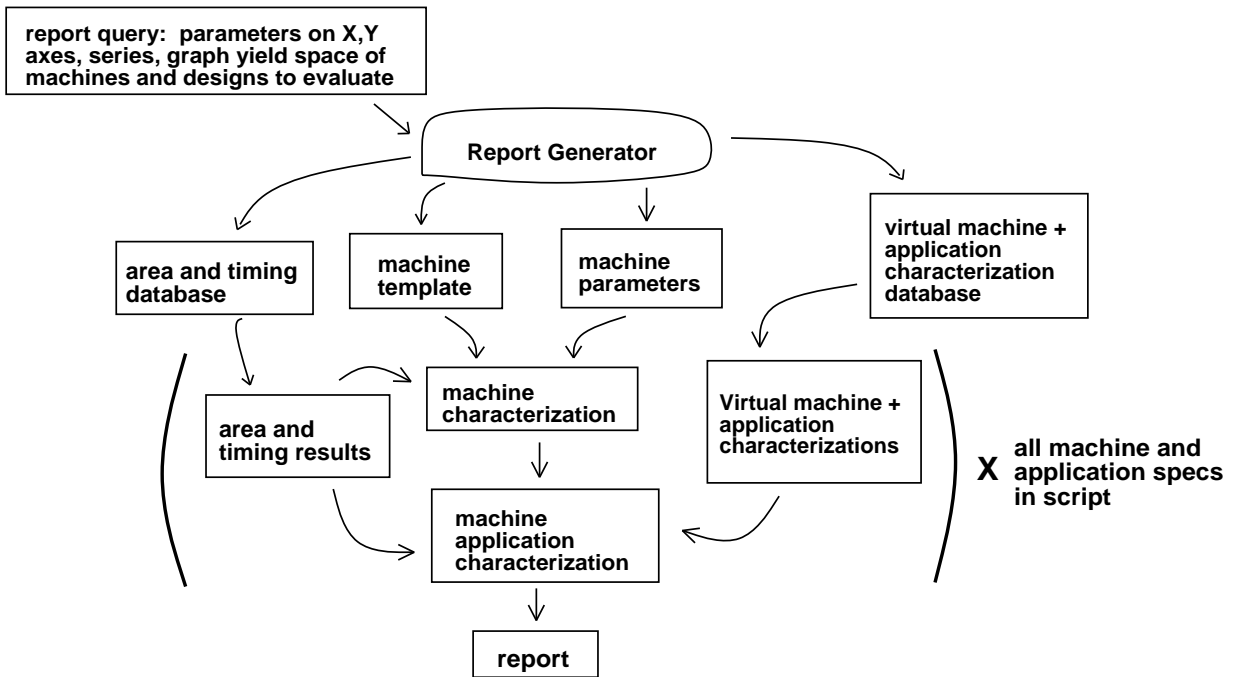 report query:  parameters on X,Y
axes, series, graph yield space of
machines and designs to evaluate
Report Generator
area and timing
database
machine
template
machine
parameters
virtual machine +
application
characterization
database
area and
timing results
machine
characterization
Virtual machine +
application
characterizations
X
all machine and
application specs
in script
machine
application
characterization
report